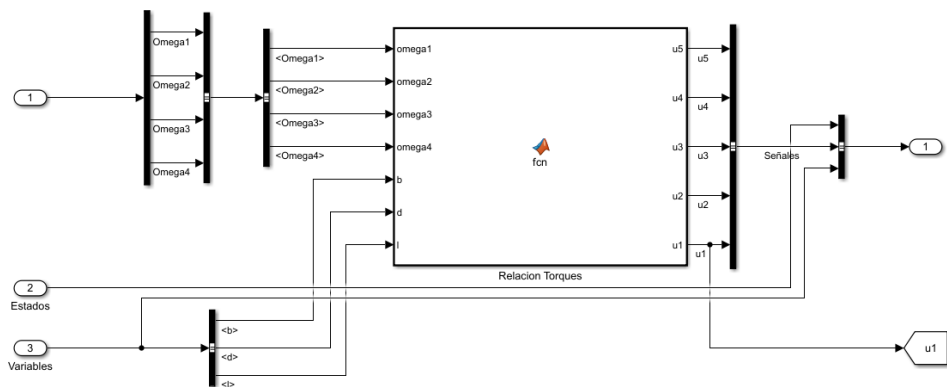 1
Omega1
Omega2
Omega3
Omega4
<Omega1>
<Omega2>
<Omega3>
<Omega4>
omega1
omega2
omega3
omega4
b
d
l
fcn
Relacion Torques
u5
u4
u3
u2
u1
u5
u4
u3
u2
u1
Señales
1
2
Estados
3
Variables
<b>
<d>
<l>
u1